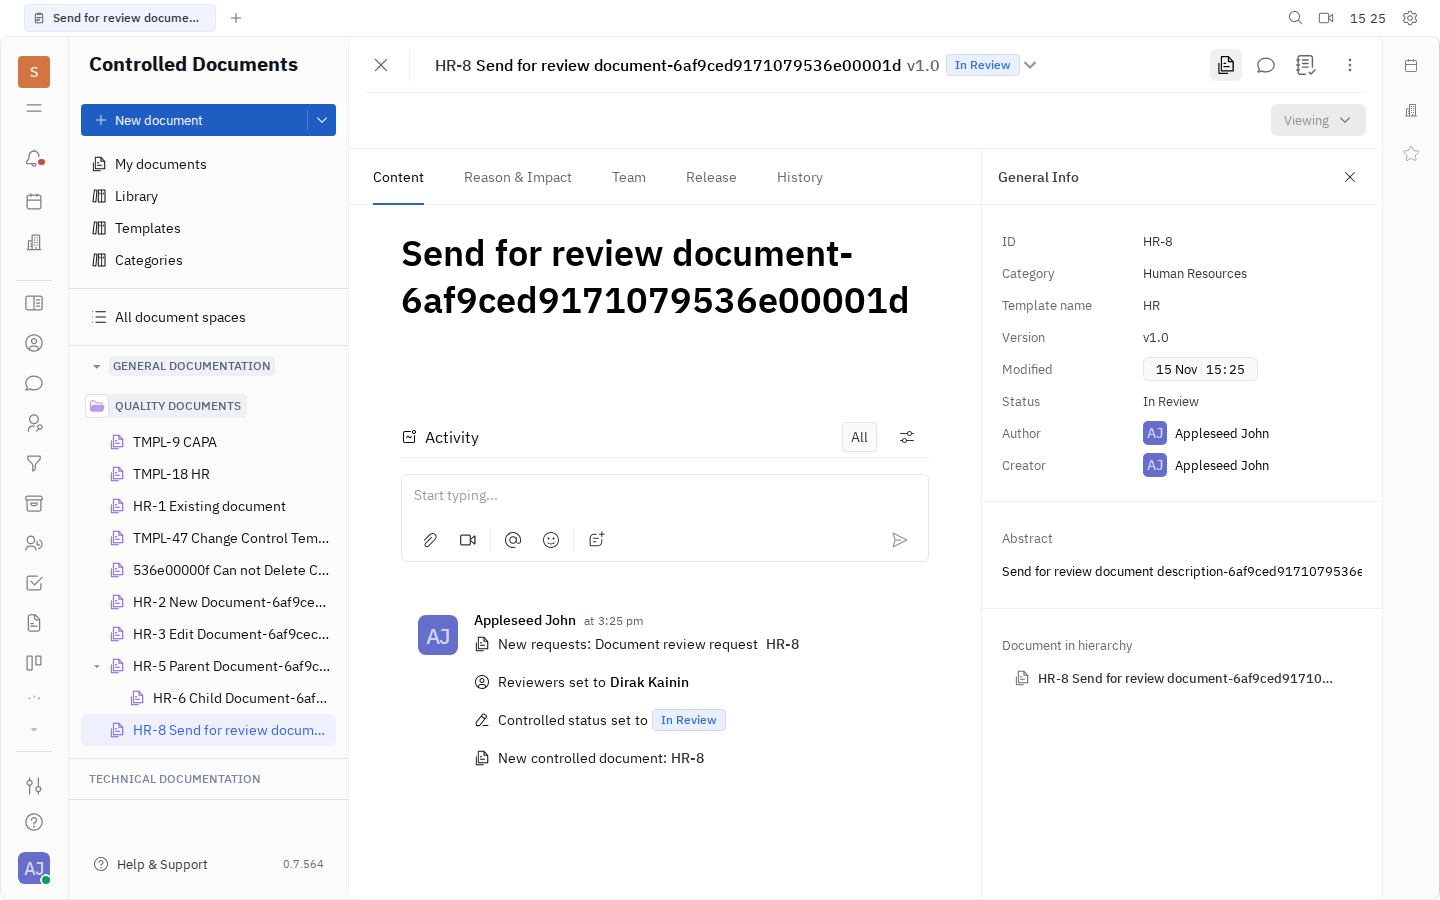 Send for review docume...
15 25
S
Controlled Documents
New document
My documents
Library
Templates
Categories
All document spaces
GENERAL DOCUMENTATION
QUALITY DOCUMENTS
TMPL-9 CAPA
TMPL-18 HR
HR-1 Existing document
TMPL-47 Change Control Tem...
536e00000f Can not Delete C...
HR-2 New Document-6af9ce...
HR-3 Edit Document-6af9cec...
HR-5 Parent Document-6af9c...
HR-6 Child Document-6af...
HR-8 Send for review docum...
TECHNICAL DOCUMENTATION
Help & Support
0.7.564
AJ
HR-8 Send for review document-6af9ced9171079536e00001d v1.0 In Review
Viewing
Content Reason & Impact Team Release History
Send for review document-
6af9ced9171079536e00001d
Activity
All
Start typing...
AJ
Appleseed John at 3:25 pm
New requests: Document review request HR-8
Reviewers set to Dirak Kainin
Controlled status set to In Review
New controlled document: HR-8
General Info
ID HR-8
Category Human Resources
Template name HR
Version v1.0
Modified 15 Nov 15:25
Status In Review
Author AJ Appleseed John
Creator AJ Appleseed John
Abstract
Send for review document description-6af9ced9171079536e
Document in hierarchy
HR-8 Send for review document-6af9ced91710...